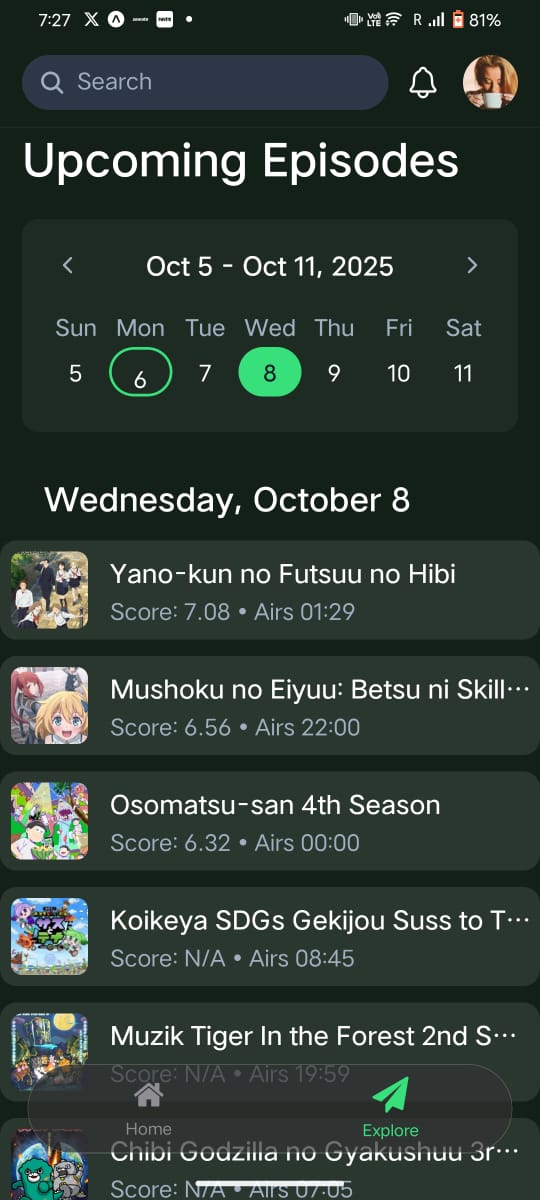 7:27
Vo)) LTE R 81%
Search
Upcoming Episodes
Oct 5 - Oct 11, 2025
Sun Mon Tue Wed Thu Fri Sat
5 6 7 8 9 10 11
Wednesday, October 8
Yano-kun no Futsuu no Hibi
Score: 7.08 • Airs 01:29
Mushoku no Eiyuu: Betsu ni Skill···
Score: 6.56 • Airs 22:00
Osomatsu-san 4th Season
Score: 6.32 • Airs 00:00
Koikeya SDGs Gekijou Suss to T···
Score: N/A • Airs 08:45
Muzik Tiger In the Forest 2nd S···
Score: N/A • Airs 19:59
Home Explore
Chibi Godzilla no Gyakushuu 3r···
Score: N/A • Airs 07:05